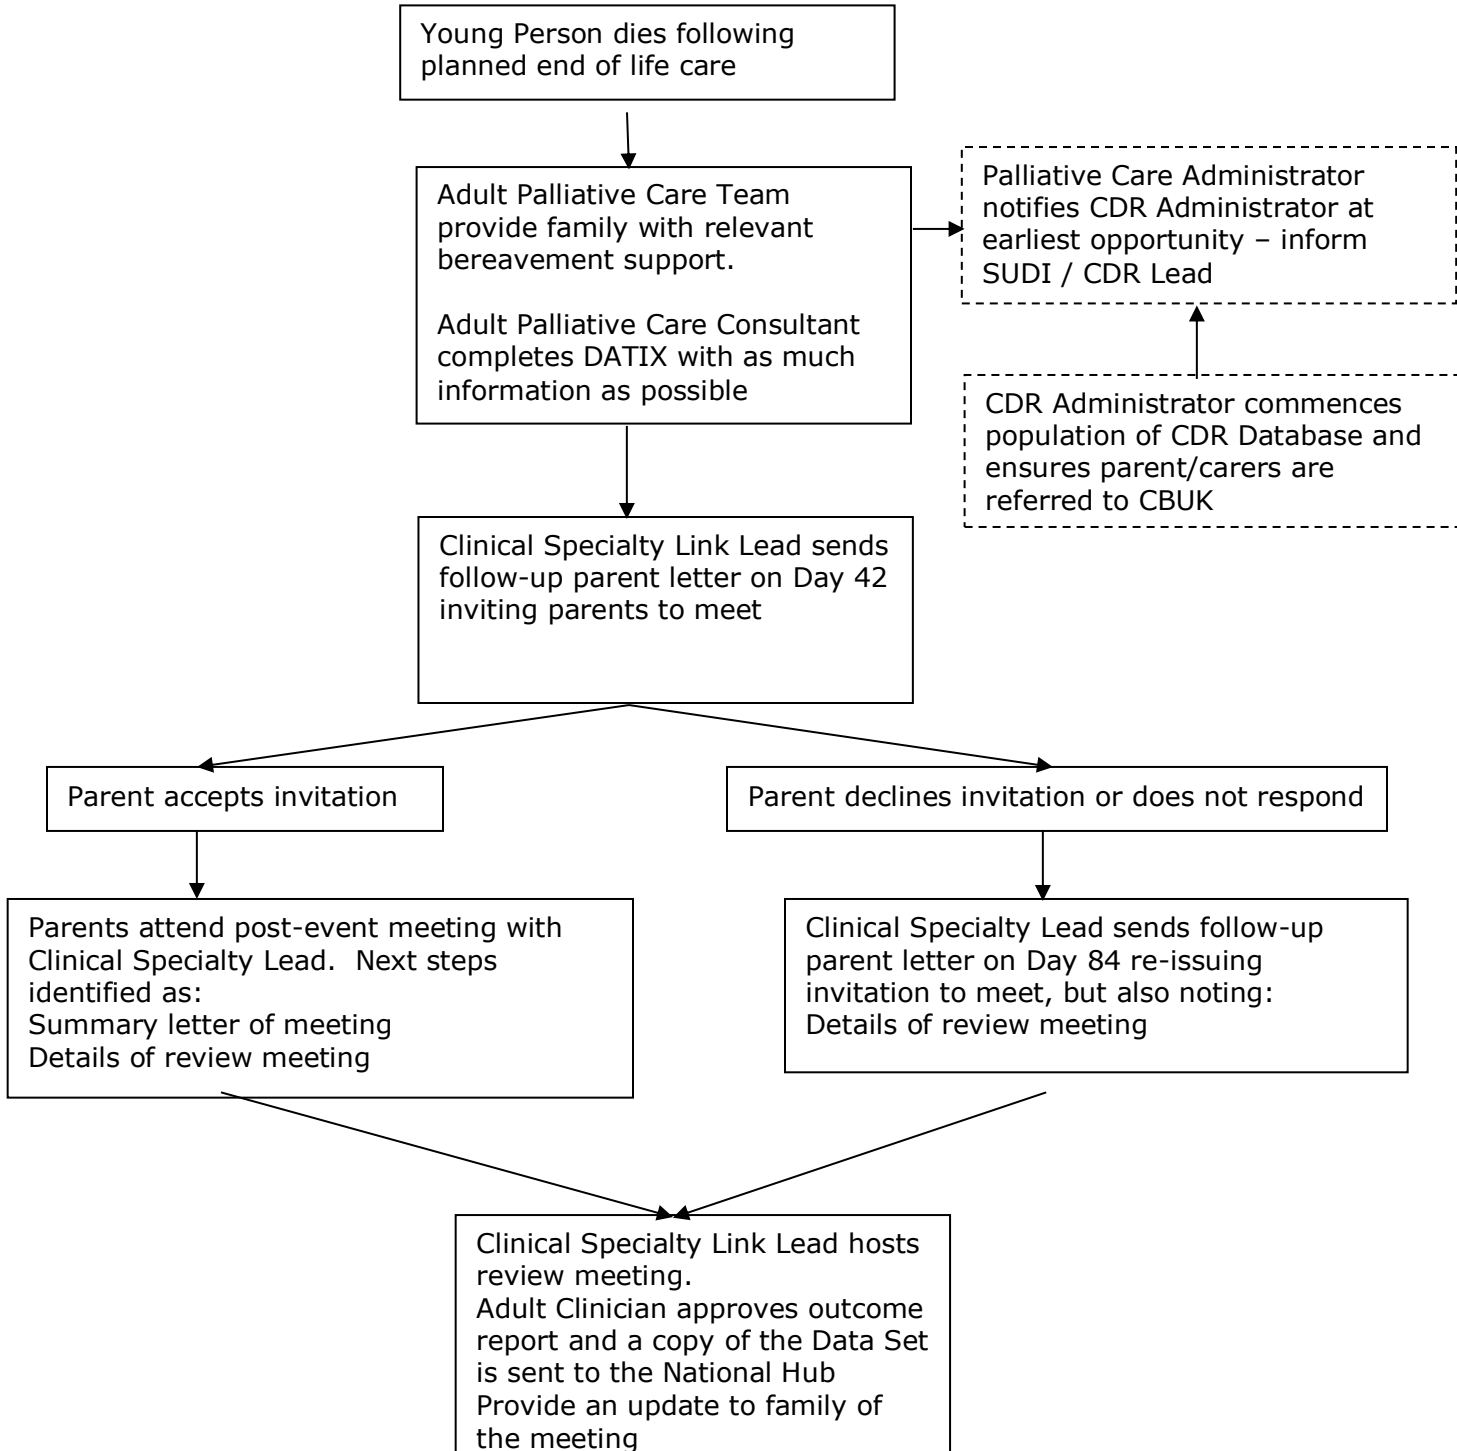 Young Person dies following
planned end of life care
Adult Palliative Care Team
provide family with relevant
bereavement support.
Adult Palliative Care Consultant
completes DATIX with as much
information as possible
Palliative Care Administrator
notifies CDR Administrator at
earliest opportunity – inform
SUDI / CDR Lead
CDR Administrator commences
population of CDR Database and
ensures parent/carers are
referred to CBUK
Clinical Specialty Link Lead sends
follow-up parent letter on Day 42
inviting parents to meet
Parent accepts invitation
Parent declines invitation or does not respond
Parents attend post-event meeting with
Clinical Specialty Lead.  Next steps
identified as:
Summary letter of meeting
Details of review meeting
Clinical Specialty Lead sends follow-up
parent letter on Day 84 re-issuing
invitation to meet, but also noting:
Details of review meeting
Clinical Specialty Link Lead hosts
review meeting.
Adult Clinician approves outcome
report and a copy of the Data Set
is sent to the National Hub
Provide an update to family of
the meeting